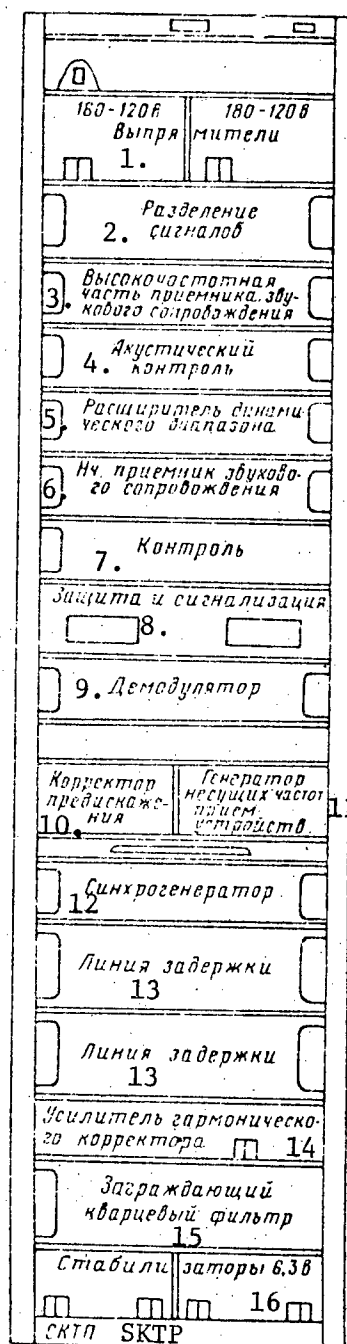 160-120В 180-120В
Выпря мители
1.
Разделение
2. сигналов
Высокочастотная
3. часть приемника зву-
кового сопровождения
Акустический
4. контроль
5. Расширитель динами-
ческого диапазона
Нч. приемник звуково-
6. го сопровождения
7. Контроль
Защита и сигнализация
8.
9. Демодулятор
Корректор
предискаже-
ния
10.
Генератор
несущих частот
прием.
устройств.
Синхрогенератор
12
Линия задержки
13
Линия задержки
13
Усилитель гармоническо-
го корректора 14
Заграждающий
кварцевый фильтр
15
Стабили заторы 6,3в
16
СКТП SKTP